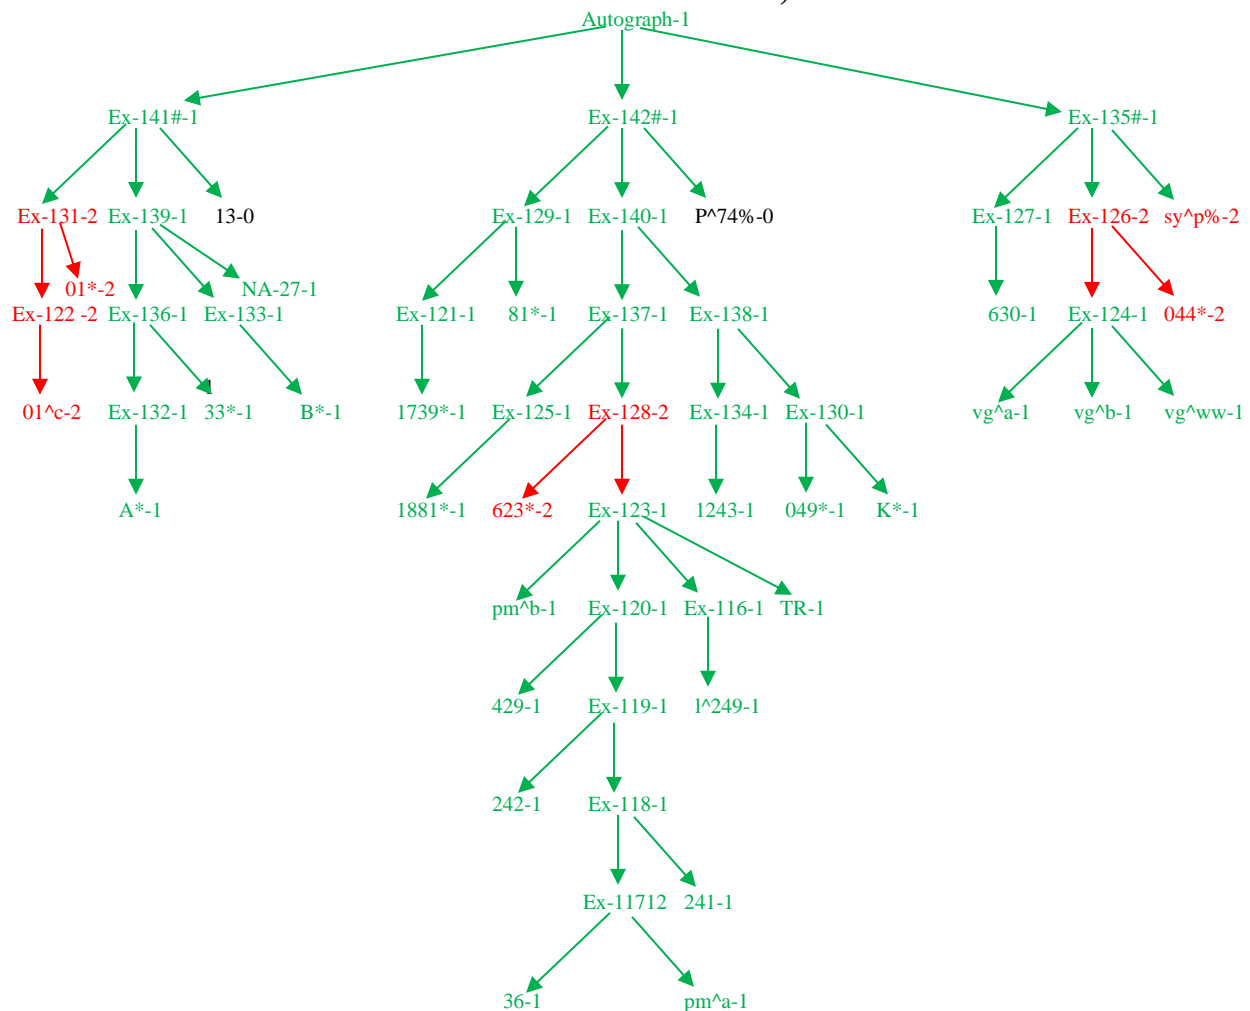 Autograph-1
Ex-141#-1 Ex-142#-1 Ex-135#-1
Ex-131-2 Ex-139-1 13-0 Ex-129-1 Ex-140-1 P^74%-0 Ex-127-1 Ex-126-2 sy^p%-2
01*-2 NA-27-1
Ex-122 -2 Ex-136-1 Ex-133-1 Ex-121-1 81*-1 Ex-137-1 Ex-138-1 630-1 Ex-124-1 044*-2
01^c-2 Ex-132-1 33*-1 B*-1 1739*-1 Ex-125-1 Ex-128-2 Ex-134-1 Ex-130-1 vg^a-1 vg^b-1 vg^ww-1
A*-1 1881*-1 623*-2 Ex-123-1 1243-1 049*-1 K*-1
pm^b-1 Ex-120-1 Ex-116-1 TR-1
429-1 Ex-119-1 l^249-1
242-1 Ex-118-1
Ex-11712 241-1
36-1 pm^a-1